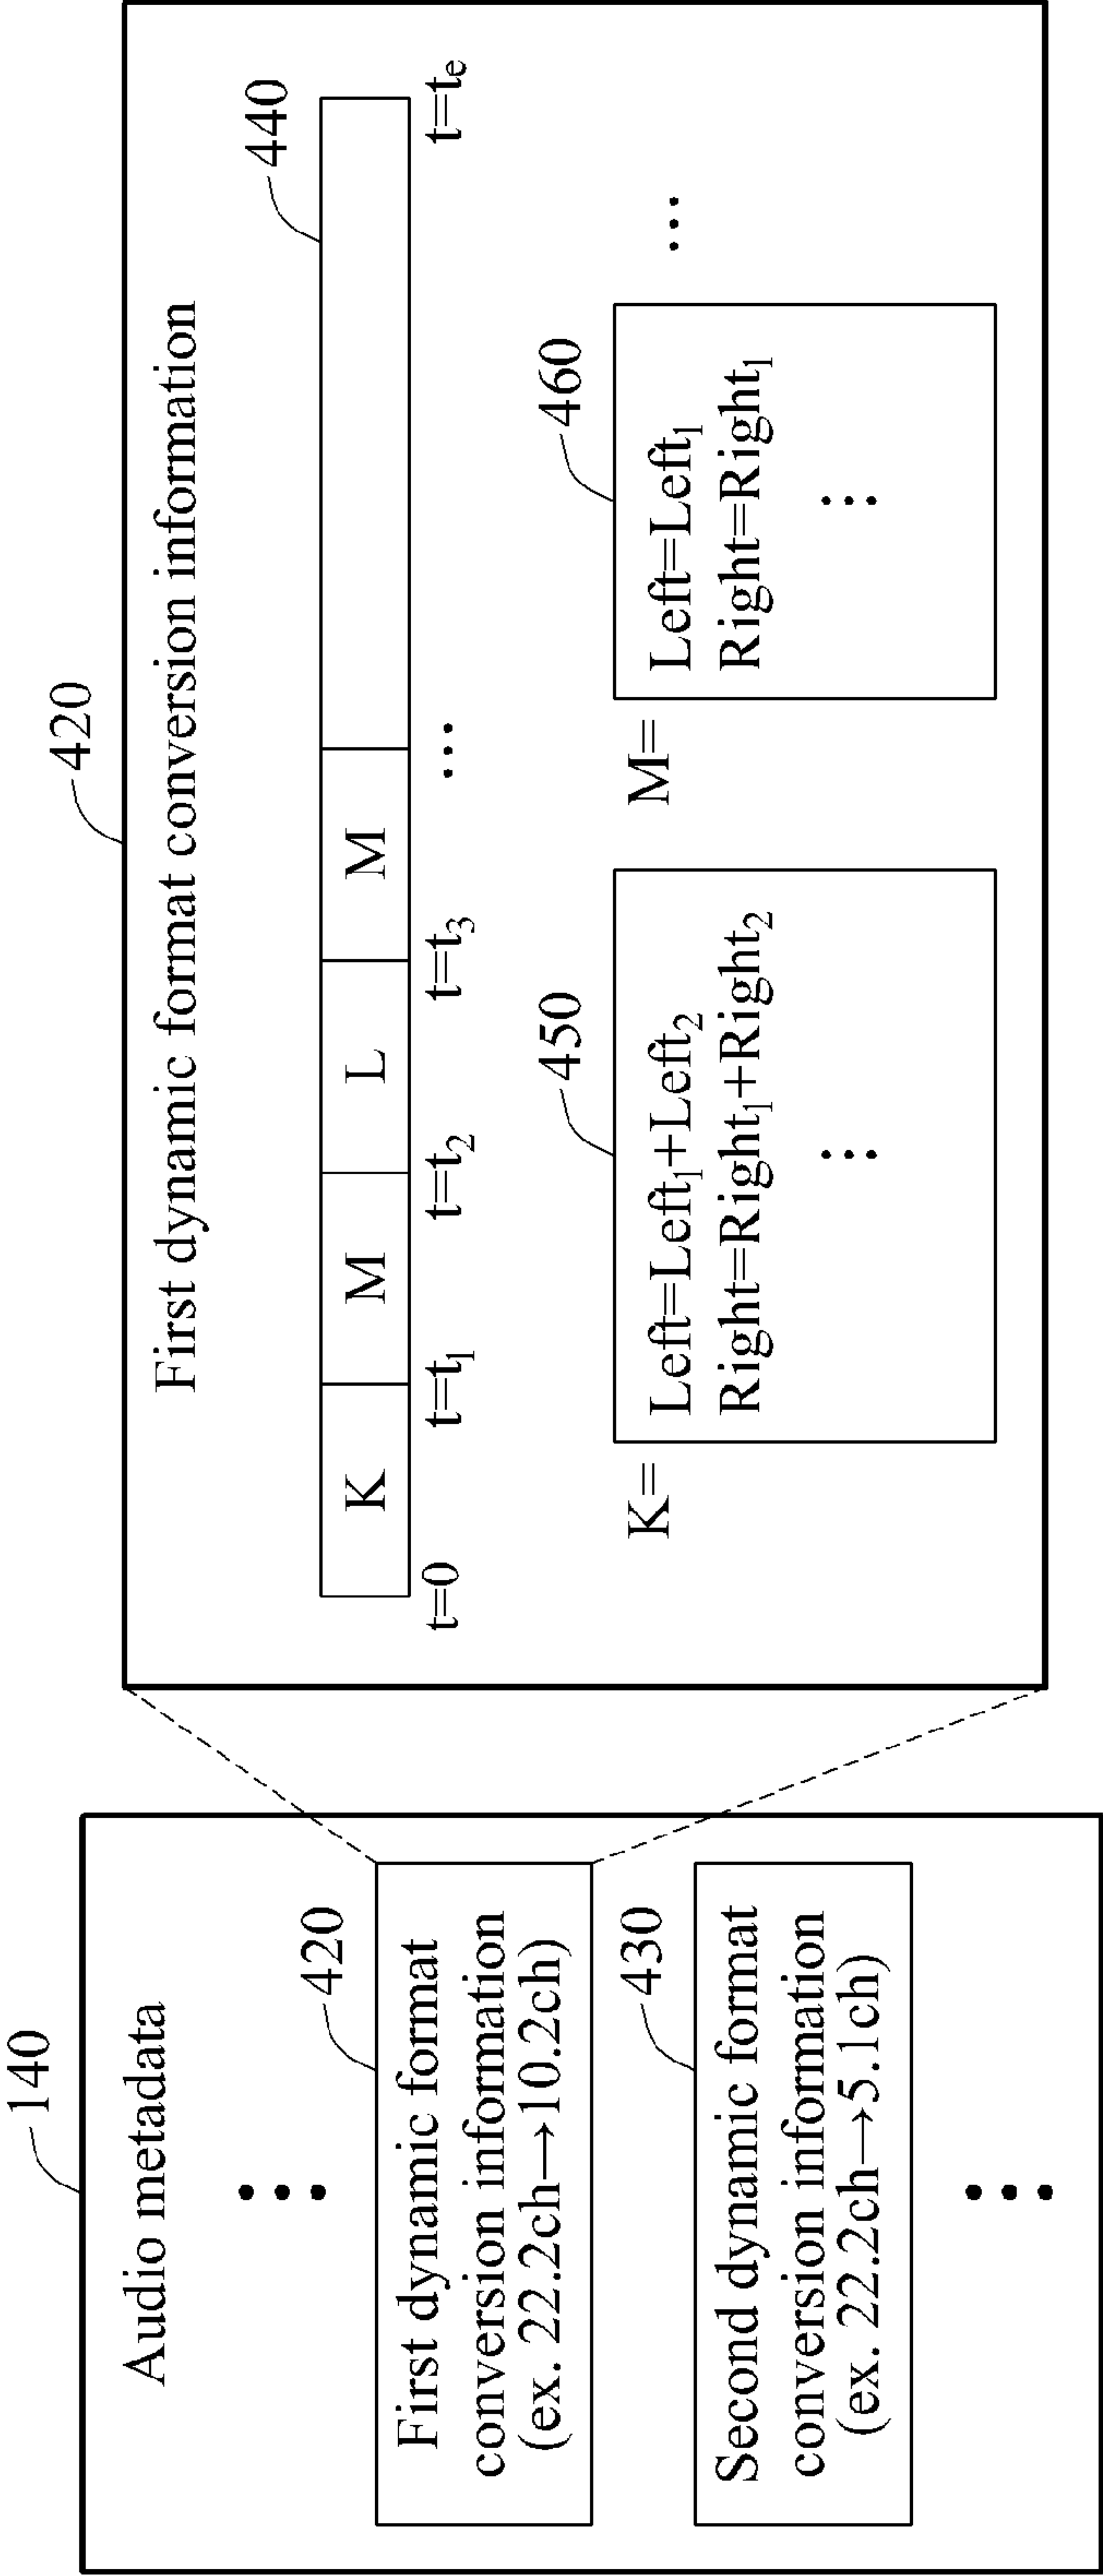 140
Audio metadata
⋮
420
First dynamic format
conversion information
(ex. 22.2ch→10.2ch)
430
Second dynamic format
conversion information
(ex. 22.2ch→5.1ch)
⋮
420
First dynamic format conversion information
440
K M L M
t=0 t=t₁ t=t₂ t=t₃ ... t=tₑ
450
K=
Left=Left₁+Left₂
Right=Right₁+Right₂
⋮
460
M=
Left=Left₁
Right=Right₁
⋮
...